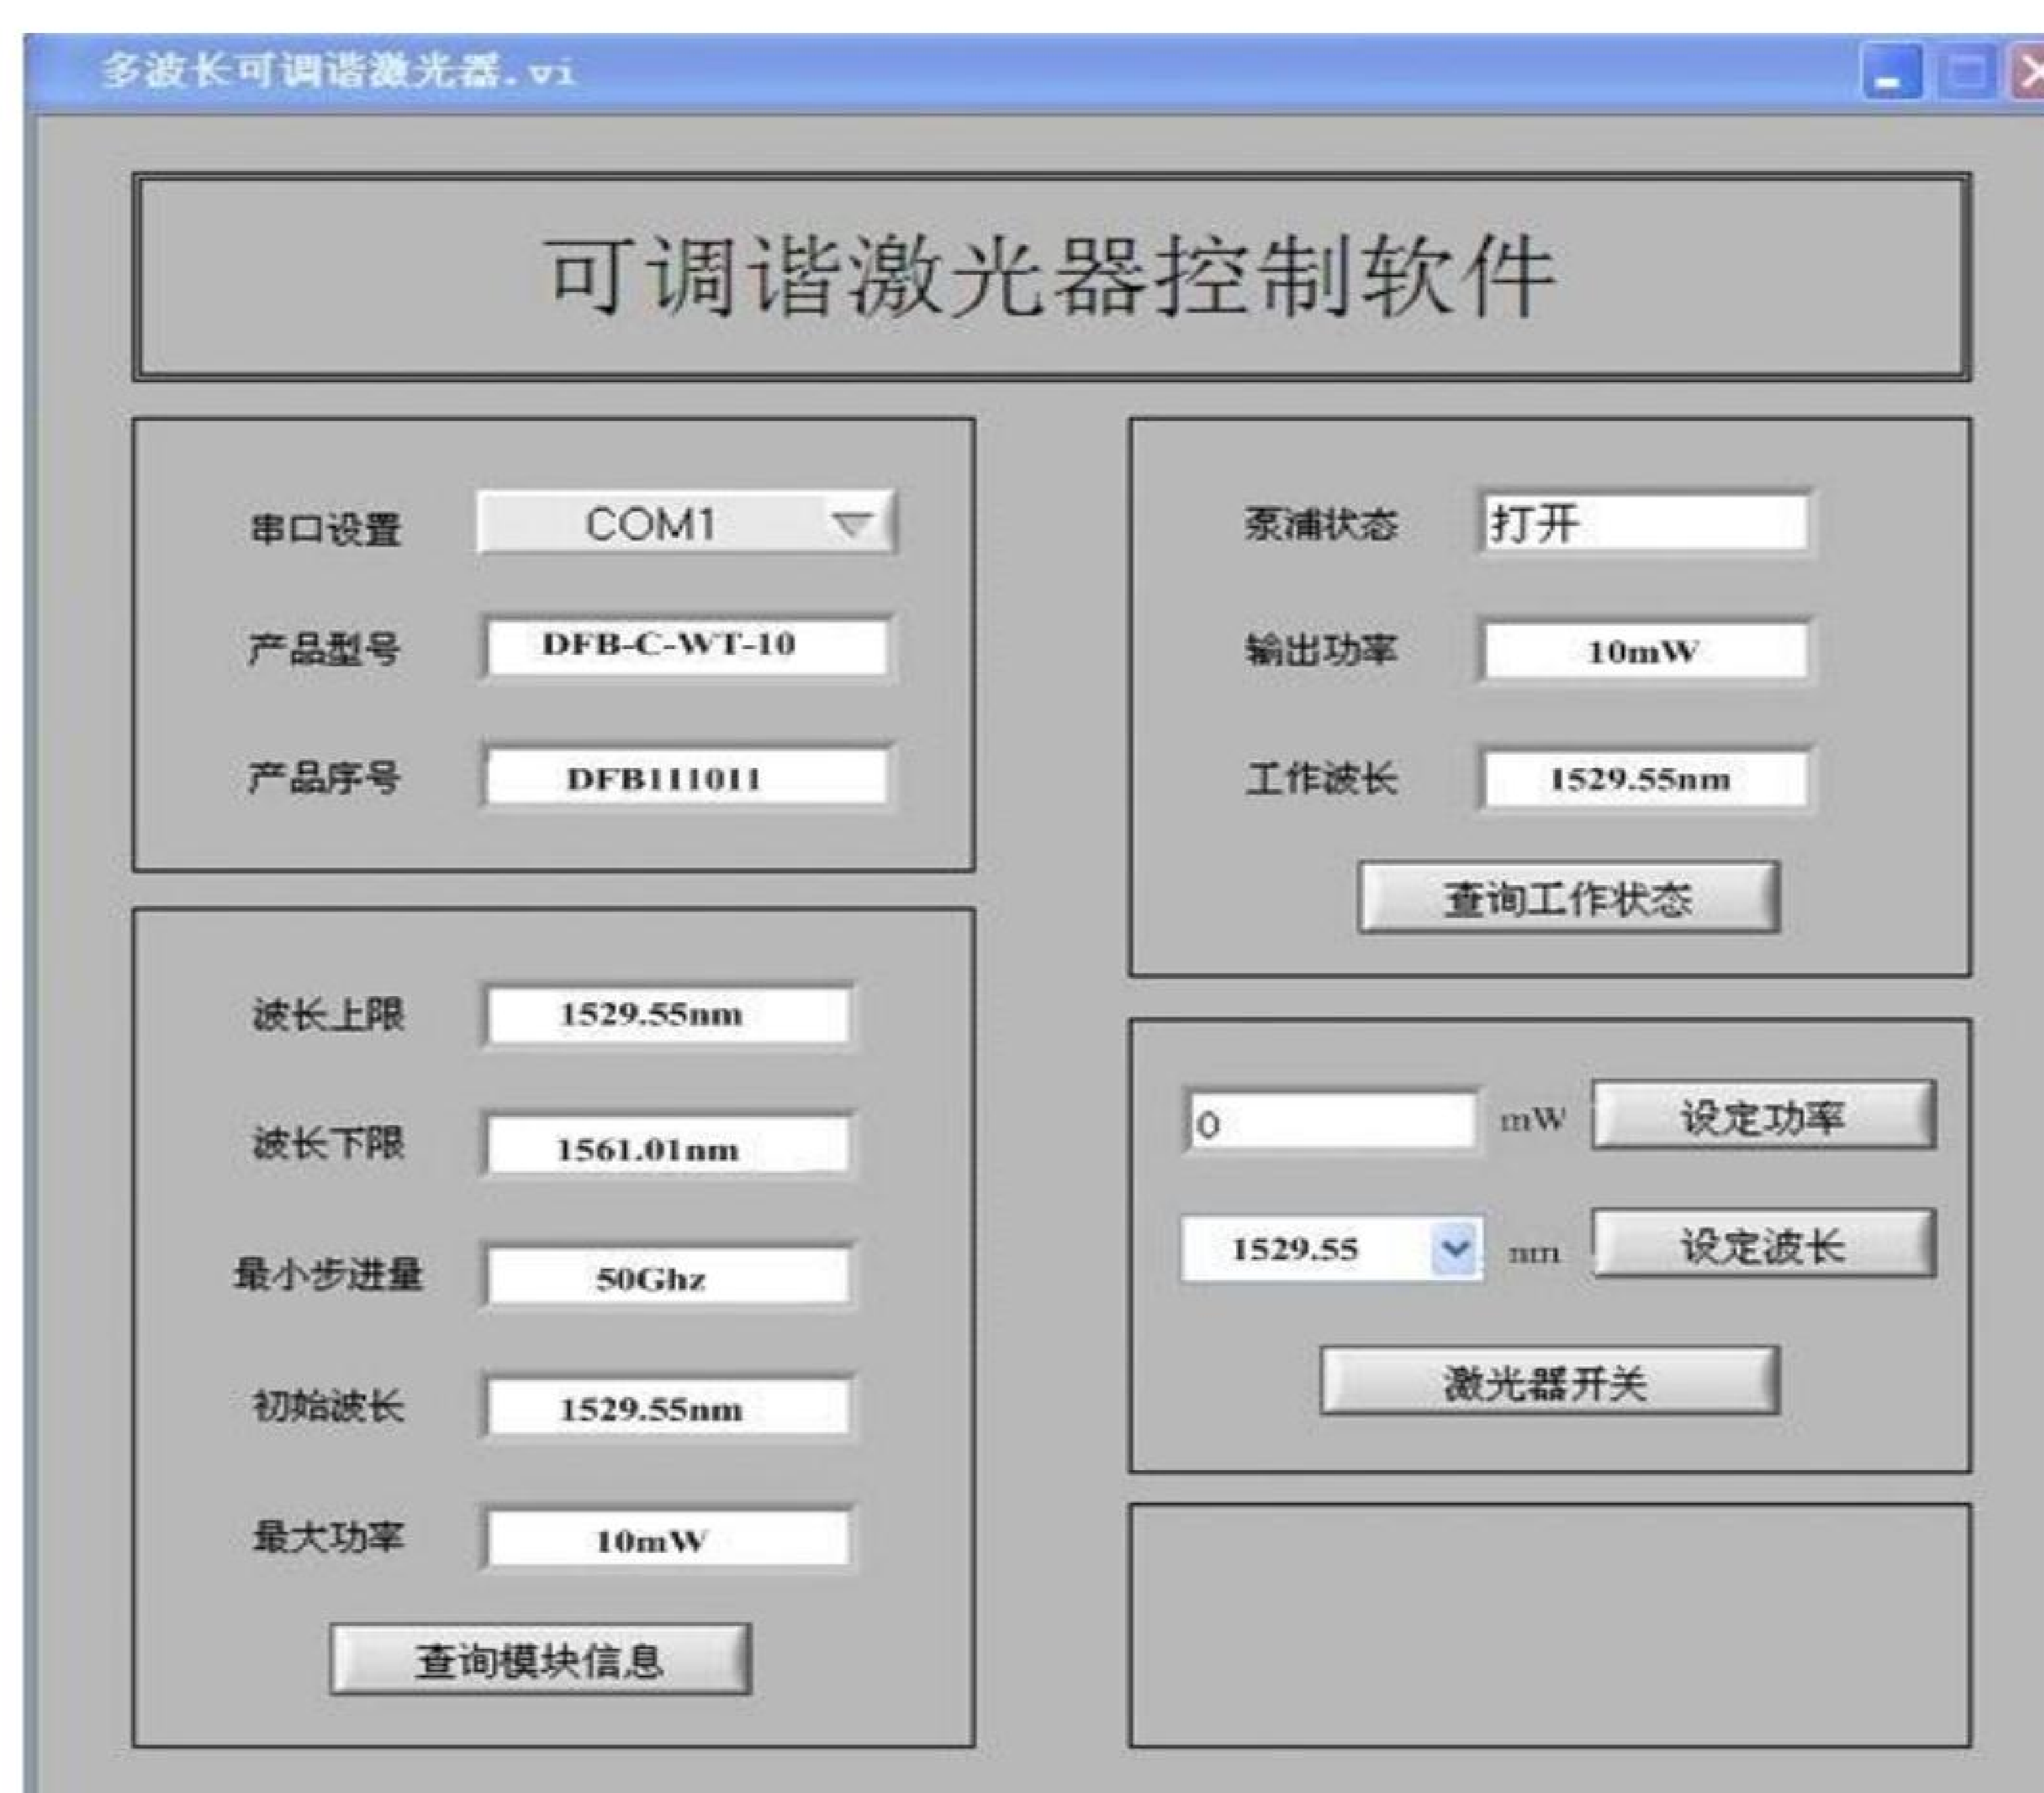 多波长可调谐激光器.vi
可调谐激光器控制软件
串口设置 COM1
产品型号 DFB-C-WT-10
产品序号 DFB111011
波长上限 1529.55nm
波长下限 1561.01nm
最小步进量 50Ghz
初始波长 1529.55nm
最大功率 10mW
查询模块信息
泵浦状态 打开
输出功率 10mW
工作波长 1529.55nm
查询工作状态
0 mW 设定功率
1529.55 nm 设定波长
激光器开关